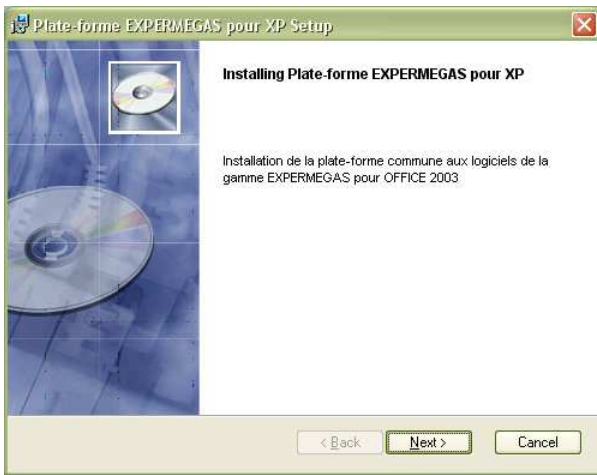 Plate-forme EXPERMEGAS pour XP Setup
Installing Plate-forme EXPERMEGAS pour XP
Installation de la plate-forme commune aux logiciels de la
gamme EXPERMEGAS pour OFFICE 2003
< Back Next > Cancel